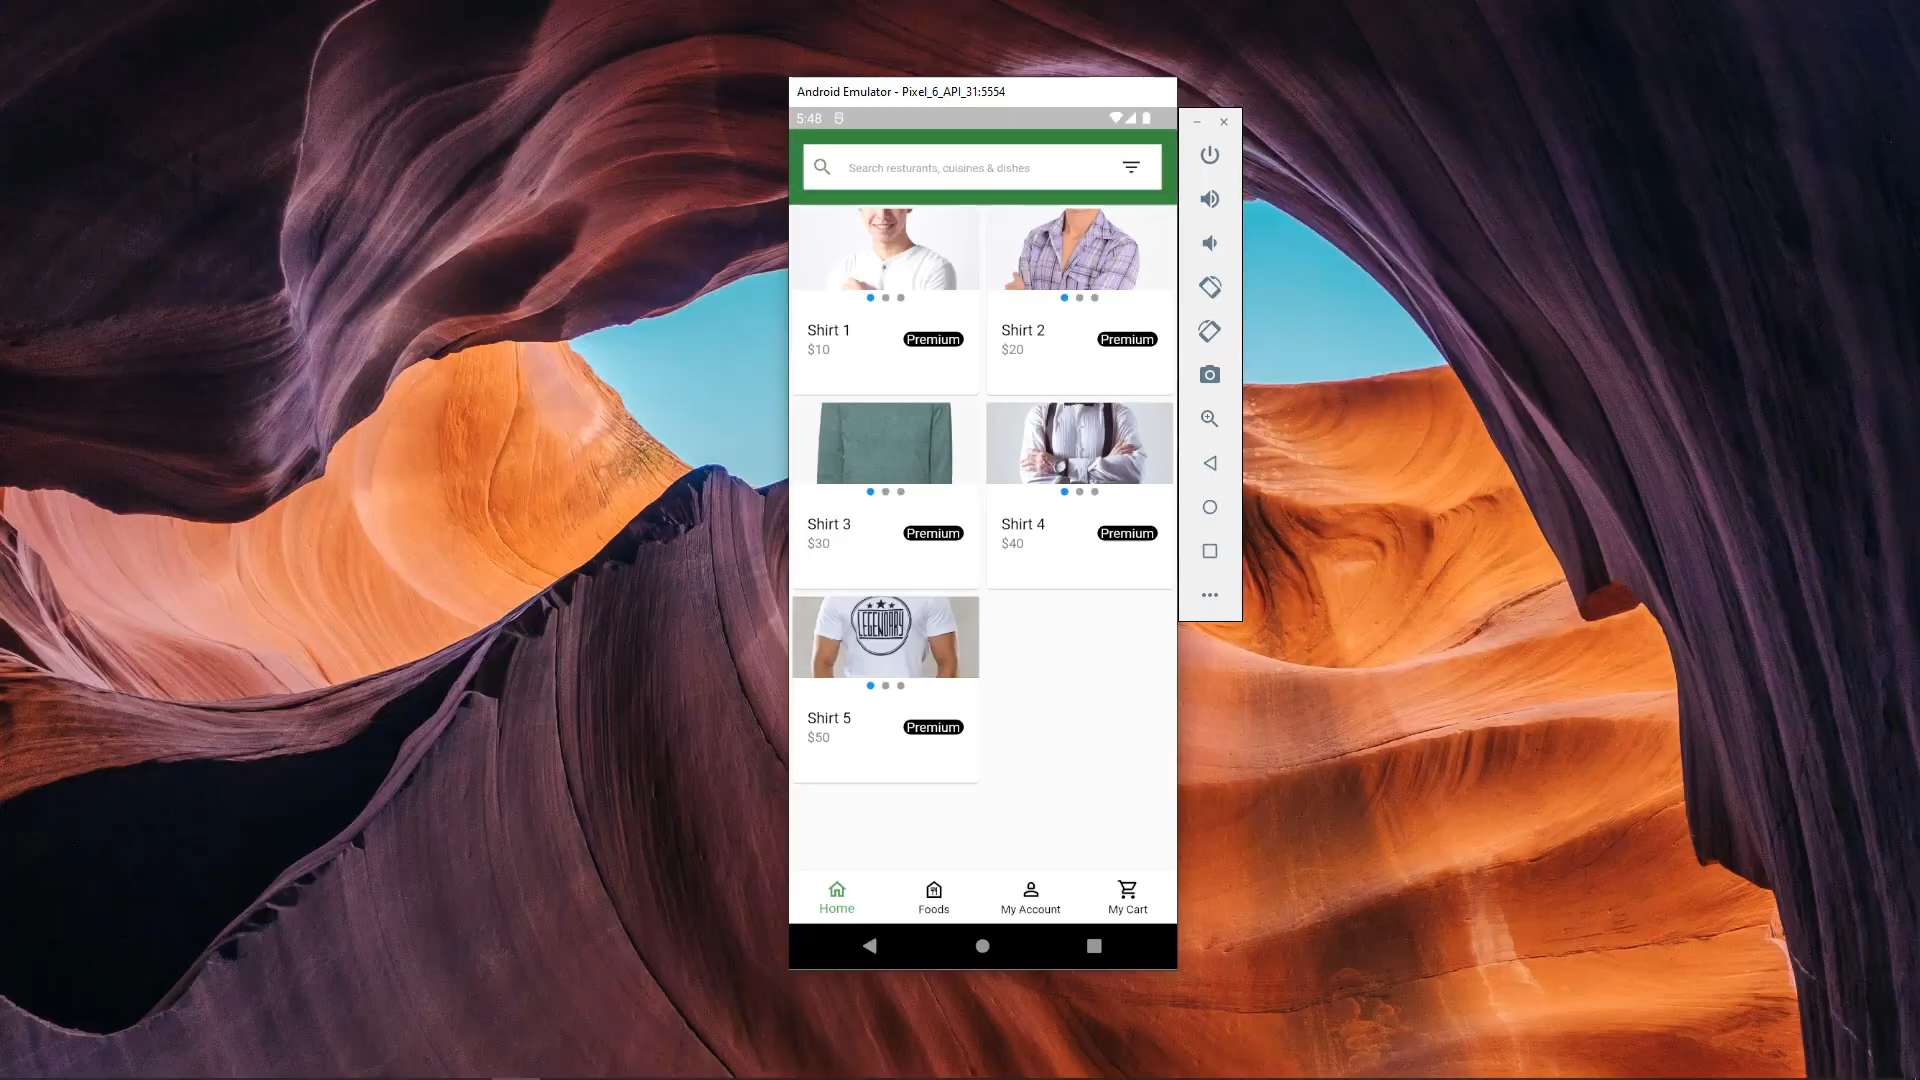 Android Emulator - Pixel_6_API_31:5554
5:48
Search resturants, cuisines & dishes
Shirt 1
$10
Premium
Shirt 2
$20
Premium
Shirt 3
$30
Premium
Shirt 4
$40
Premium
LEGENDARY
Shirt 5
$50
Premium
Home
Foods
My Account
My Cart